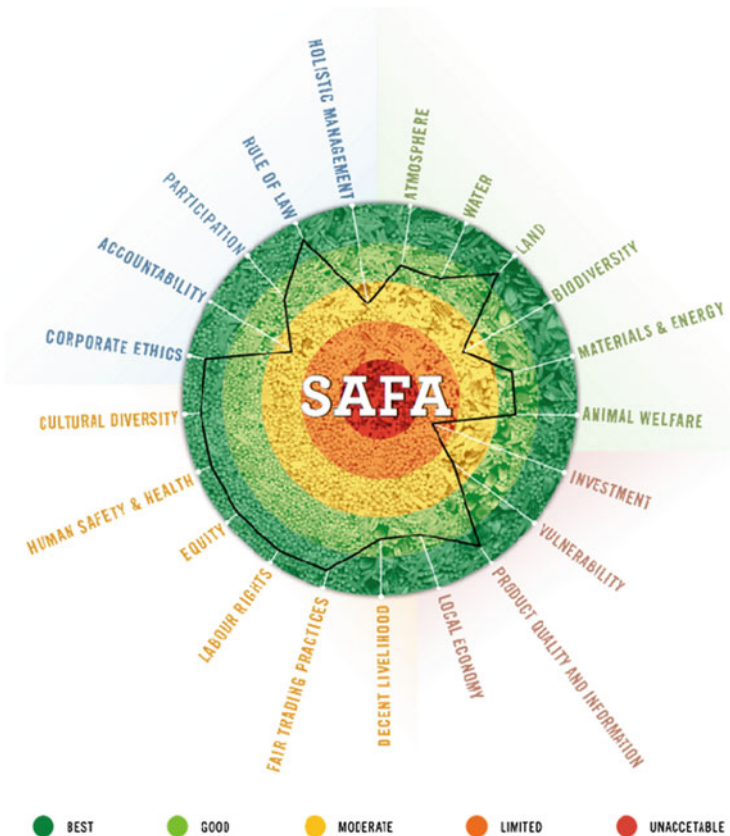 HOLISTIC MANAGEMENT
ATMOSPHERE
WATER
LAND
BIODIVERSITY
MATERIALS & ENERGY
ANIMAL WELFARE
INVESTMENT
VULNERABILITY
PRODUCT QUALITY AND INFORMATION
LOCAL ECONOMY
DECENT LIVELIHOOD
FAIR TRADING PRACTICES
LABOUR RIGHTS
EQUITY
HUMAN SAFETY & HEALTH
CULTURAL DIVERSITY
CORPORATE ETHICS
ACCOUNTABILITY
PARTICIPATION
RULE OF LAW
SAFA
BEST
GOOD
MODERATE
LIMITED
UNACCETABLE